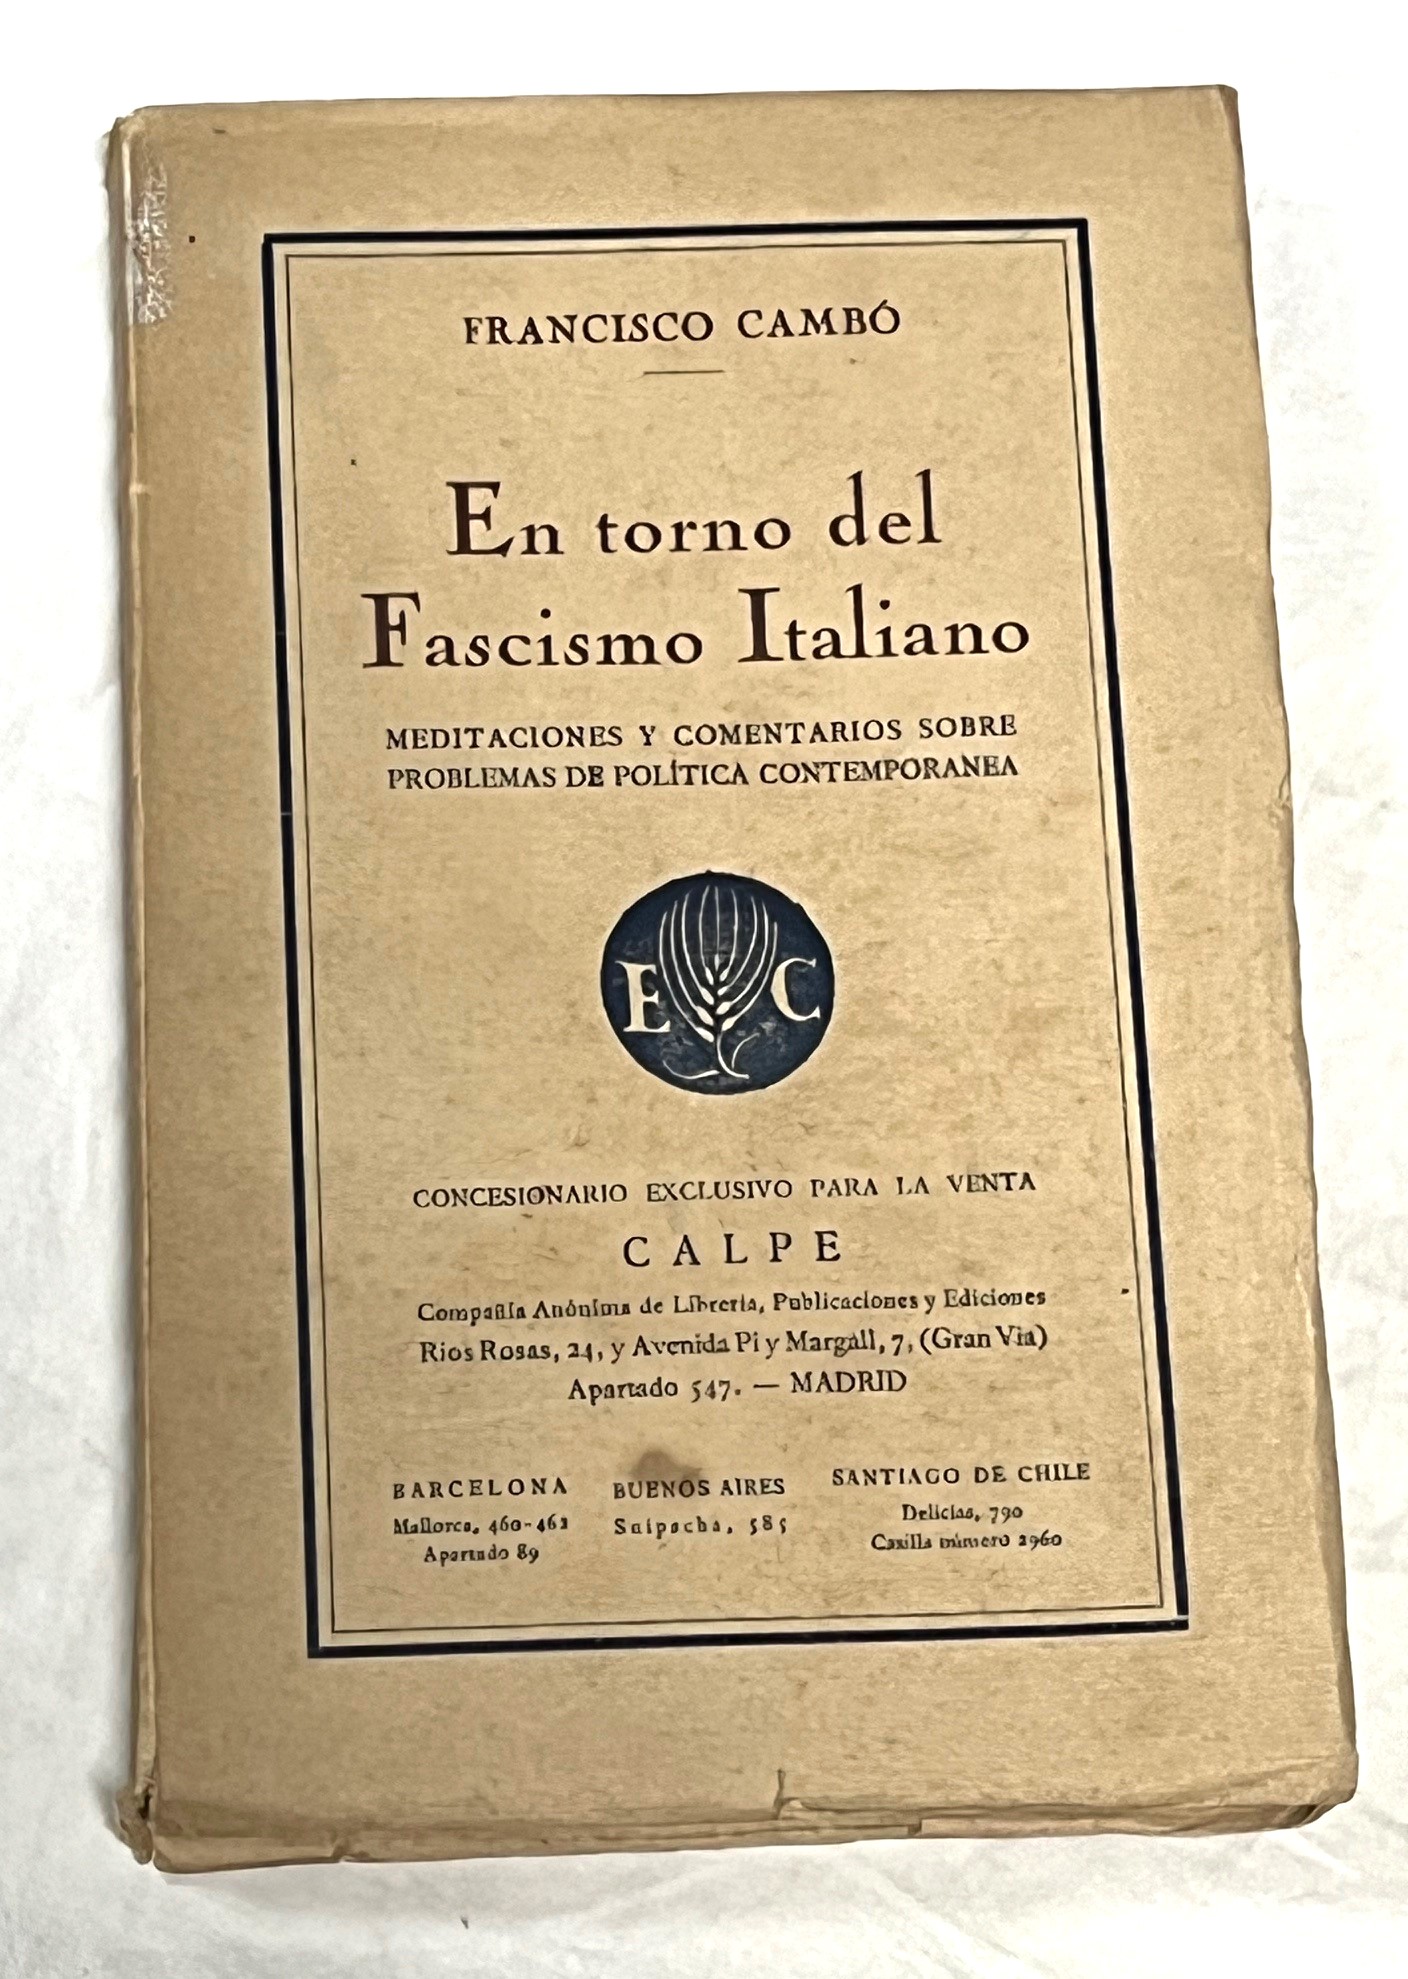 FRANCISCO CAMBÓ
En torno del
Fascismo Italiano
MEDITACIONES Y COMENTARIOS SOBRE
PROBLEMAS DE POLÍTICA CONTEMPORANEA
E C
CONCESIONARIO EXCLUSIVO PARA LA VENTA
CALPE
Compañía Anónima de Librería, Publicaciones y Ediciones
Rios Rosas, 24, y Avenida Pi y Margall, 7, (Gran Via)
Apartado 547. — MADRID
BARCELONA
Mallorca, 460-462
Apartado 89
BUENOS AIRES
Suipacha, 585
SANTIAGO DE CHILE
Delicias, 790
Casilla número 2960